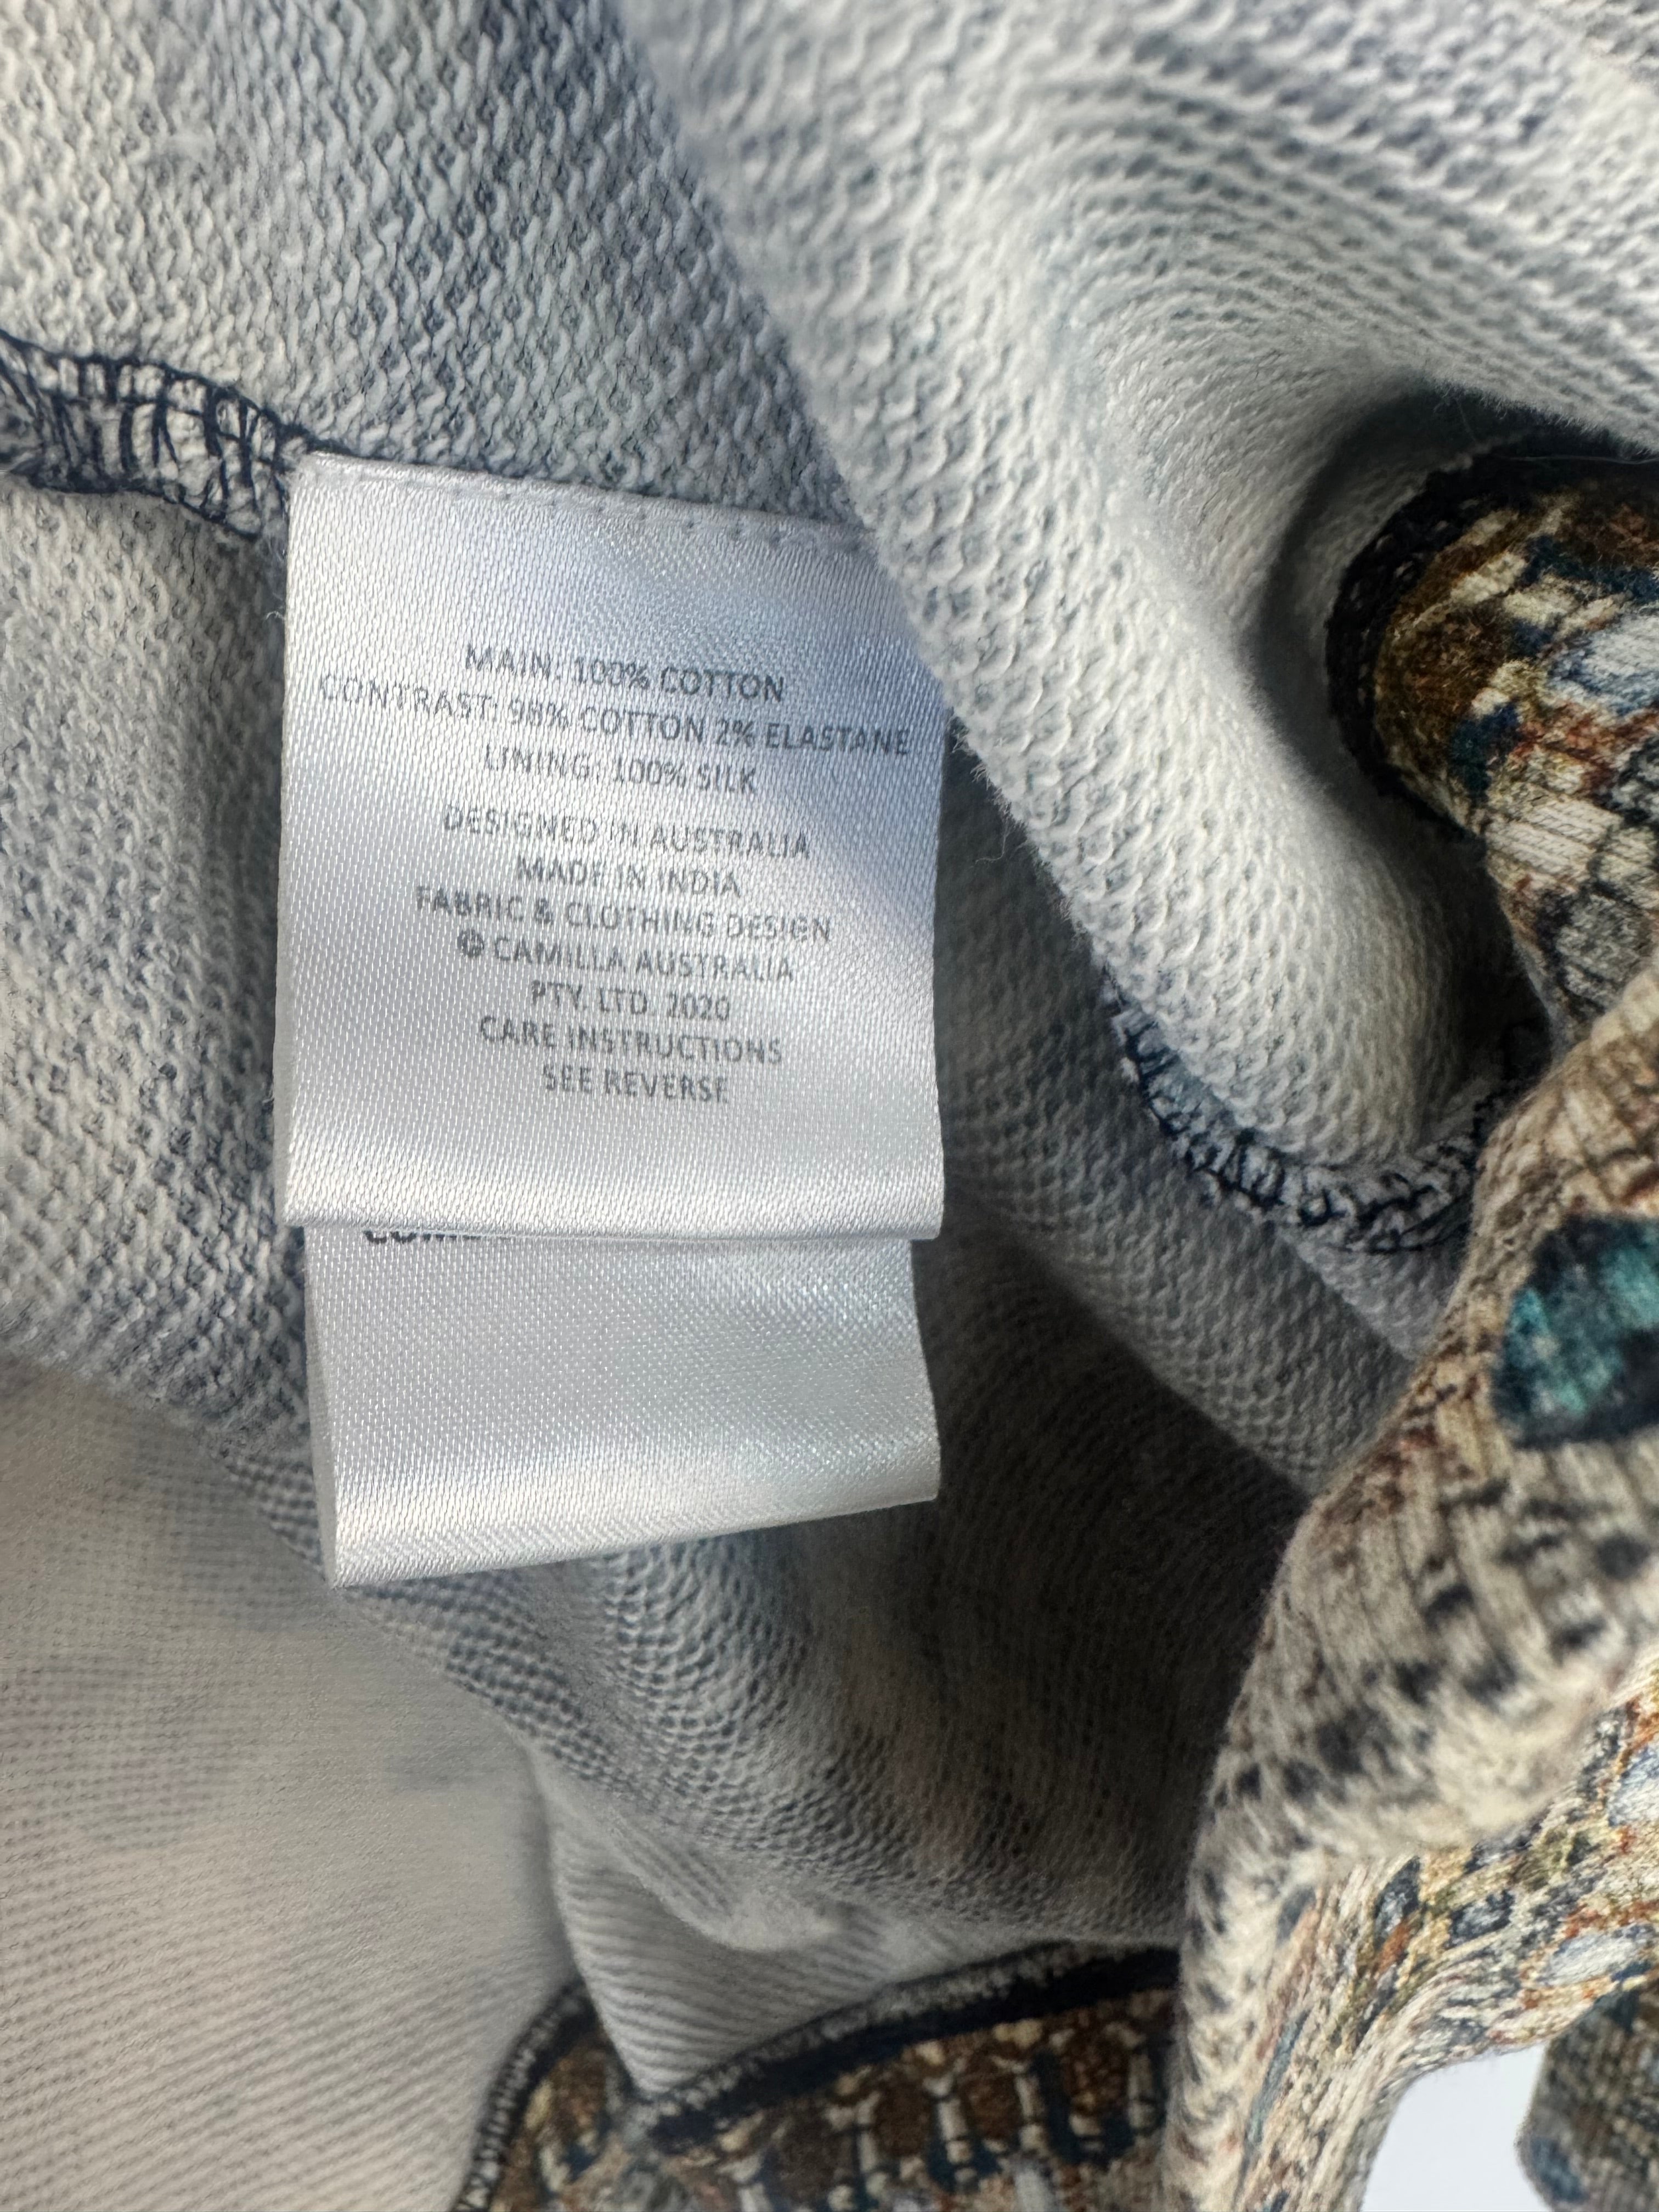 MAIN: 100% COTTON
CONTRAST: 98% COTTON 2% ELASTANE
LINING: 100% SILK
DESIGNED IN AUSTRALIA
MADE IN INDIA
FABRIC & CLOTHING DESIGN
© CAMILLA AUSTRALIA
PTY. LTD. 2020
CARE INSTRUCTIONS
SEE REVERSE